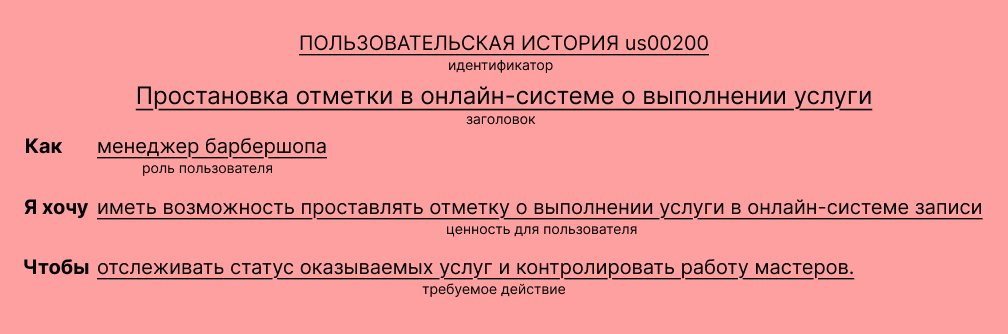 ПОЛЬЗОВАТЕЛЬСКАЯ ИСТОРИЯ us00200
идентификатор
Простановка отметки в онлайн-системе о выполнении услуги
заголовок
Как менеджер барбершопа
роль пользователя
Я хочу иметь возможность проставлять отметку о выполнении услуги в онлайн-системе записи
ценность для пользователя
Чтобы отслеживать статус оказываемых услуг и контролировать работу мастеров.
требуемое действие